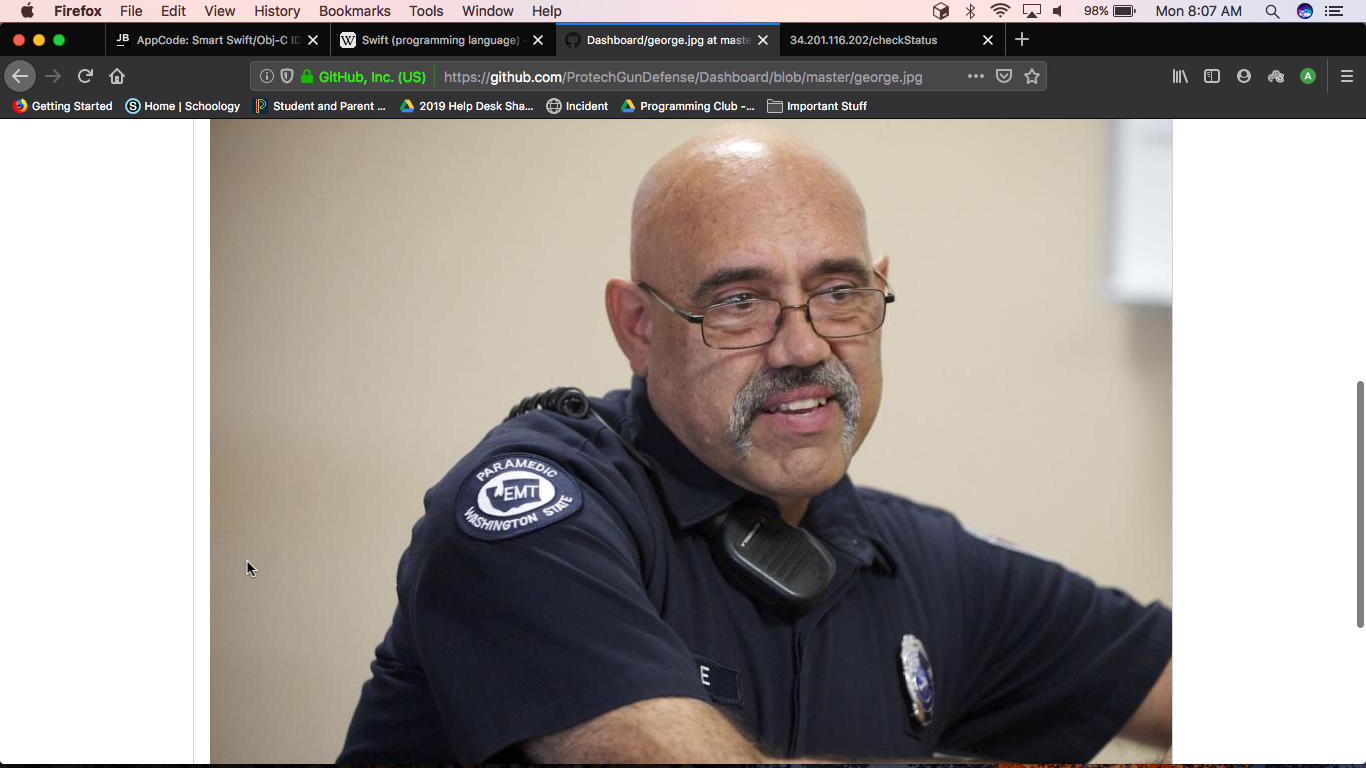 Firefox File Edit View History Bookmarks Tools Window Help 98% Mon 8:07 AM
JB AppCode: Smart Swift/Obj-C ID
W Swift (programming language) -
Dashboard/george.jpg at maste
34.201.116.202/checkStatus
GitHub, Inc. (US) https://github.com/ProtechGunDefense/Dashboard/blob/master/george.jpg
A
Getting Started
S Home | Schoology
P Student and Parent ...
2019 Help Desk Sha...
Incident
Programming Club -...
Important Stuff
PARAMEDIC
EMT
WASHINGTON STATE
E